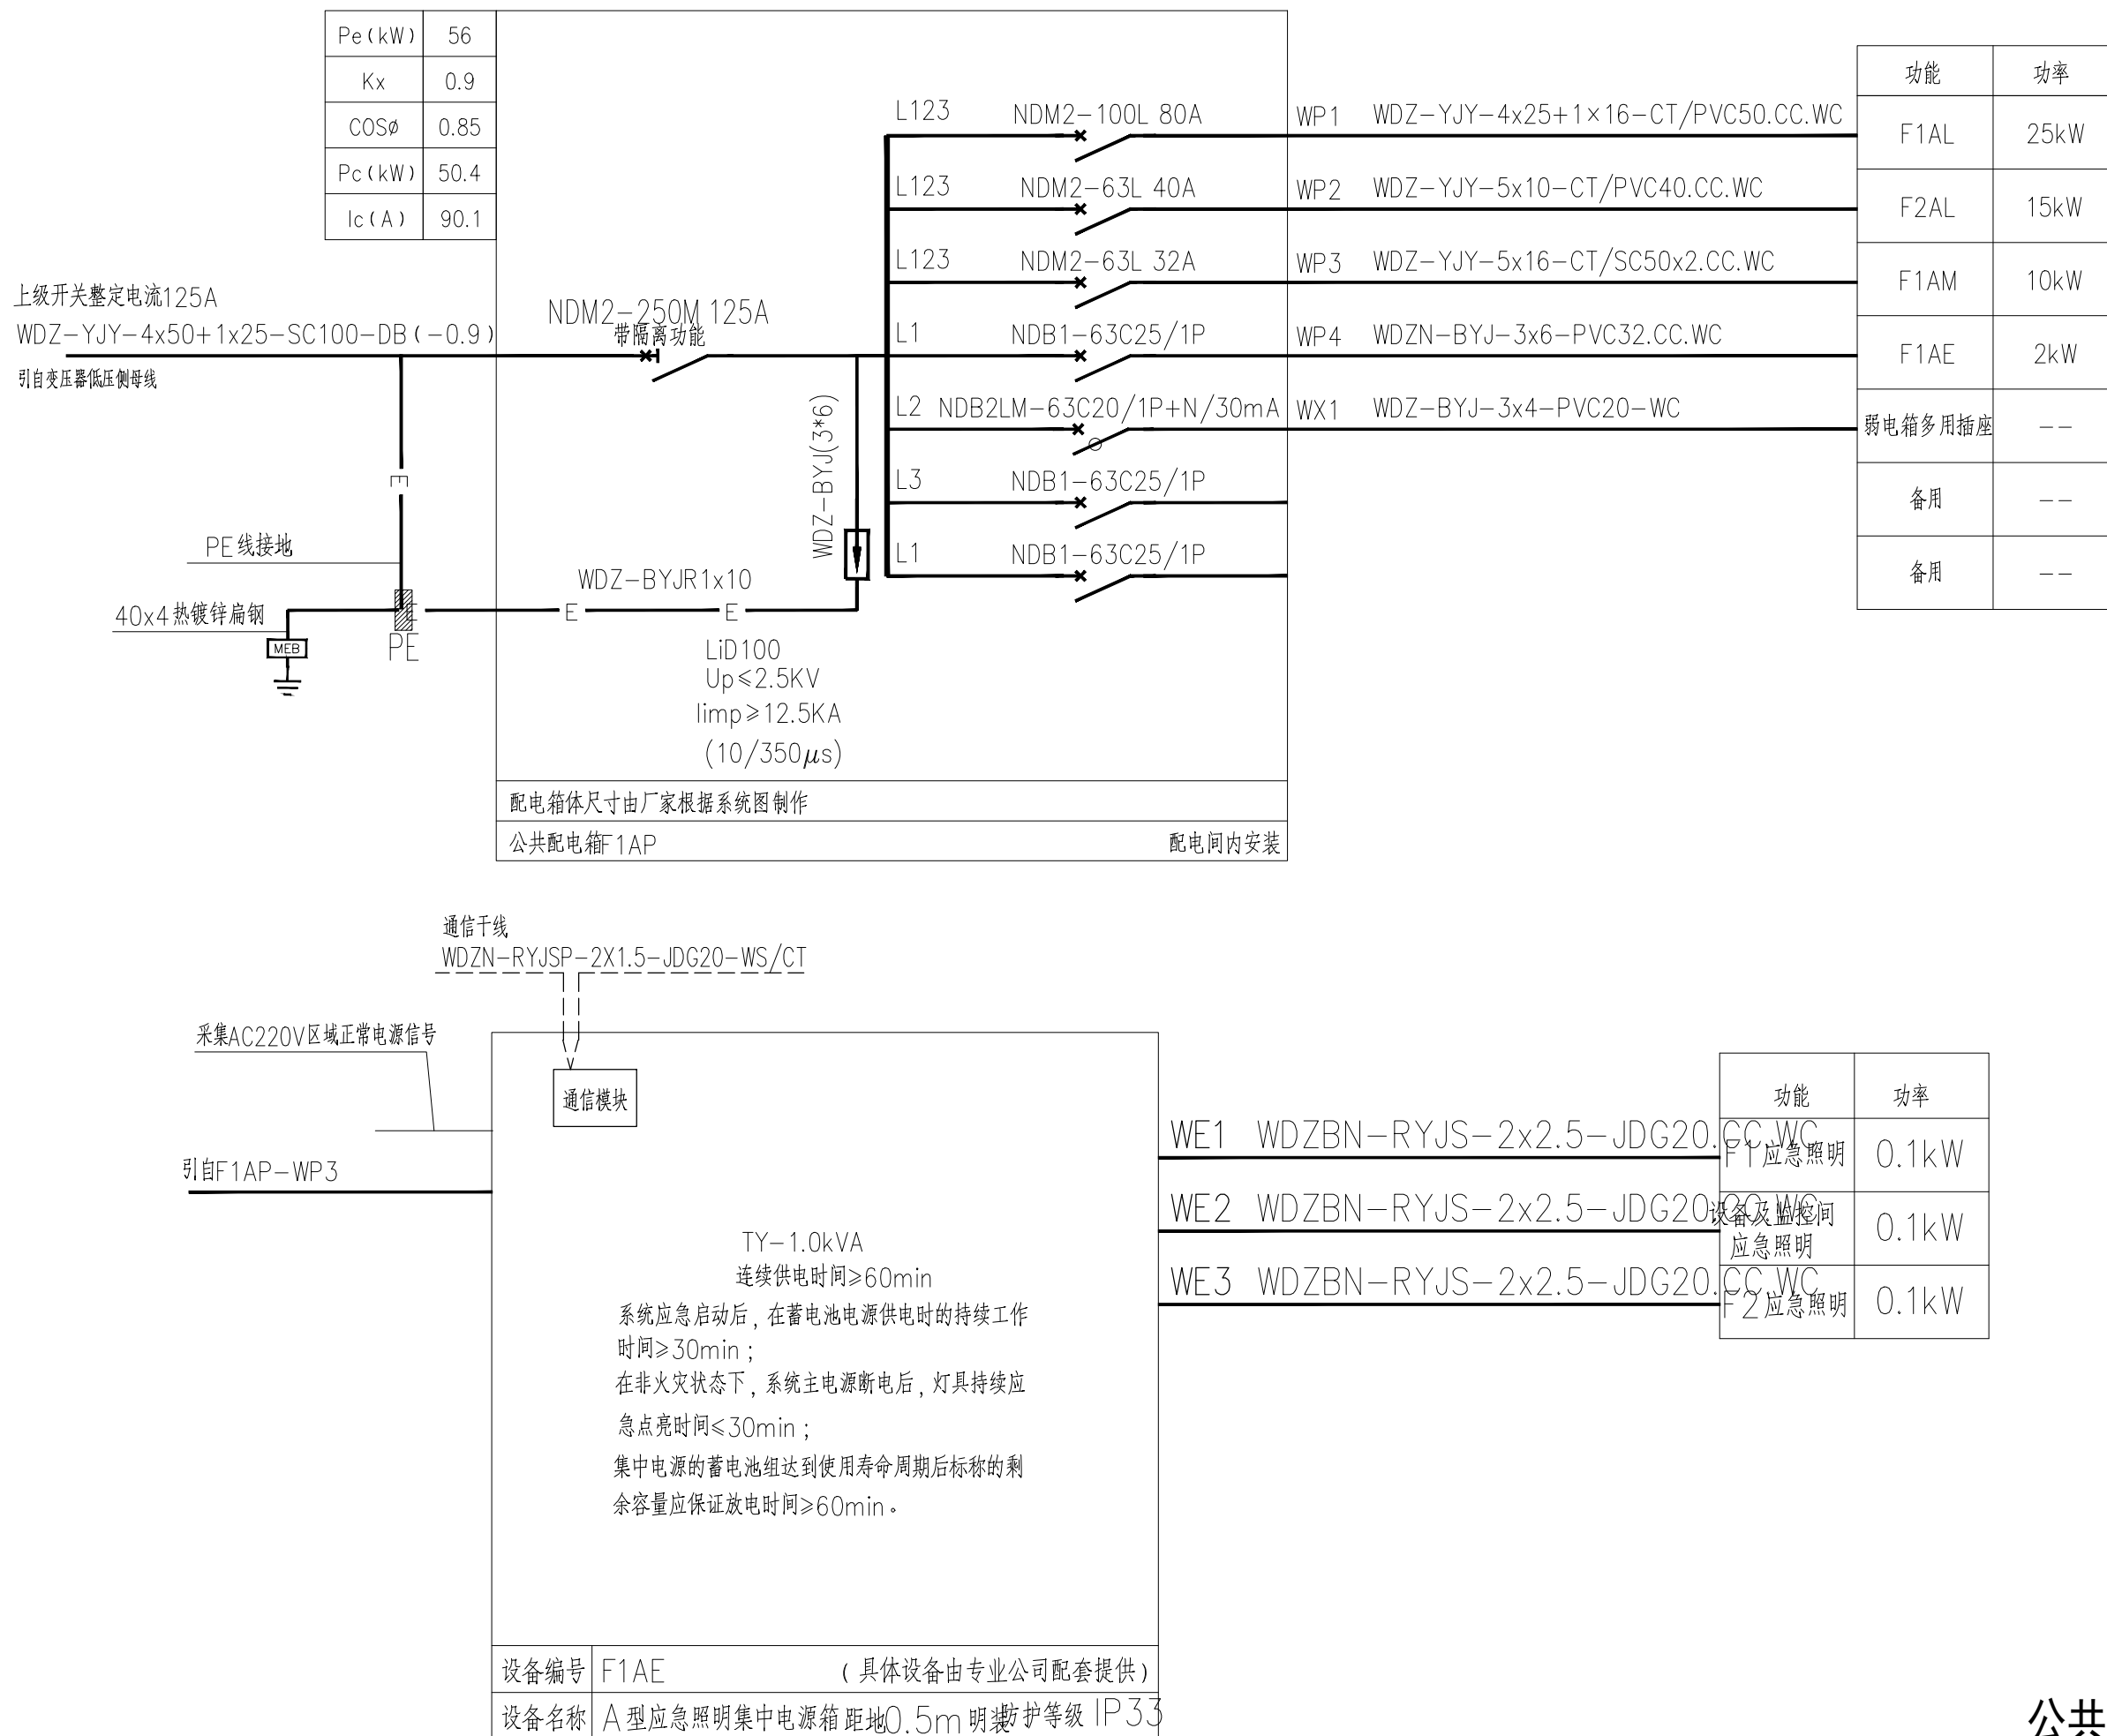 Pe(kW) 56
Kx 0.9
COSø 0.85
Pc(kW) 50.4
Ic(A) 90.1
上级开关整定电流125A
WDZ-YJY-4x50+1x25-SC100-DB(-0.9)
引自变压器低压侧母线
NDM2-250M 125A
带隔离功能
L123 NDM2-100L 80A WP1 WDZ-YJY-4x25+1×16-CT/PVC50.CC.WC
L123 NDM2-63L 40A WP2 WDZ-YJY-5x10-CT/PVC40.CC.WC
L123 NDM2-63L 32A WP3 WDZ-YJY-5x16-CT/SC50x2.CC.WC
L1 NDB1-63C25/1P WP4 WDZN-BYJ-3x6-PVC32.CC.WC
L2 NDB2LM-63C20/1P+N/30mA WX1 WDZ-BYJ-3x4-PVC20-WC
L3 NDB1-63C25/1P
L1 NDB1-63C25/1P
功能 功率
F1AL 25kW
F2AL 15kW
F1AM 10kW
F1AE 2kW
弱电箱多用插座 --
备用 --
备用 --
WDZ-BYJ(3*6)
E
PE线接地
40x4热镀锌扁钢
MEB
E
PE
WDZ-BYJR1x10
E E
LiD100
Up≤2.5KV
Iimp≥12.5KA
(10/350μs)
配电箱体尺寸由厂家根据系统图制作
公共配电箱F1AP 配电间内安装
通信干线
WDZN-RYJSP-2X1.5-JDG20-WS/CT
采集AC220V区域正常电源信号
通信模块
引自F1AP-WP3
TY-1.0kVA
连续供电时间≥60min
系统应急启动后，在蓄电池电源供电时的持续工作
时间≥30min；
在非火灾状态下，系统主电源断电后，灯具持续应
急点亮时间≤30min；
集中电源的蓄电池组达到使用寿命周期后标称的剩
余容量应保证放电时间≥60min。
WE1 WDZBN-RYJS-2x2.5-JDG20.CC.WC
WE2 WDZBN-RYJS-2x2.5-JDG20.CC.WC
WE3 WDZBN-RYJS-2x2.5-JDG20.CC.WC
功能 功率
F1应急照明 0.1kW
设备及监控间
应急照明 0.1kW
F2应急照明 0.1kW
设备编号 F1AE (具体设备由专业公司配套提供)
设备名称 A型应急照明集中电源箱 距地0.5m明装 防护等级 IP33
公共